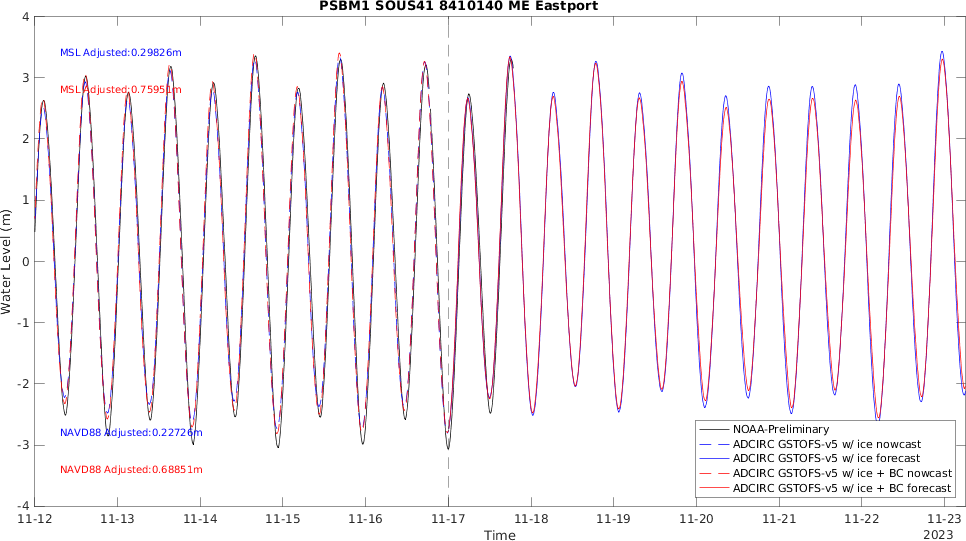 PSBM1 SOUS41 8410140 ME Eastport
MSL Adjusted:0.29826m
MSL Adjusted:0.75951m
NAVD88 Adjusted:0.22726m
NAVD88 Adjusted:0.68851m
Water Level (m)
4
3
2
1
0
-1
-2
-3
-4
NOAA-Preliminary
ADCIRC GSTOFS-v5 w/ ice nowcast
ADCIRC GSTOFS-v5 w/ ice forecast
ADCIRC GSTOFS-v5 w/ ice + BC nowcast
ADCIRC GSTOFS-v5 w/ ice + BC forecast
11-12 11-13 11-14 11-15 11-16 11-17 11-18 11-19 11-20 11-21 11-22 11-23
Time
2023